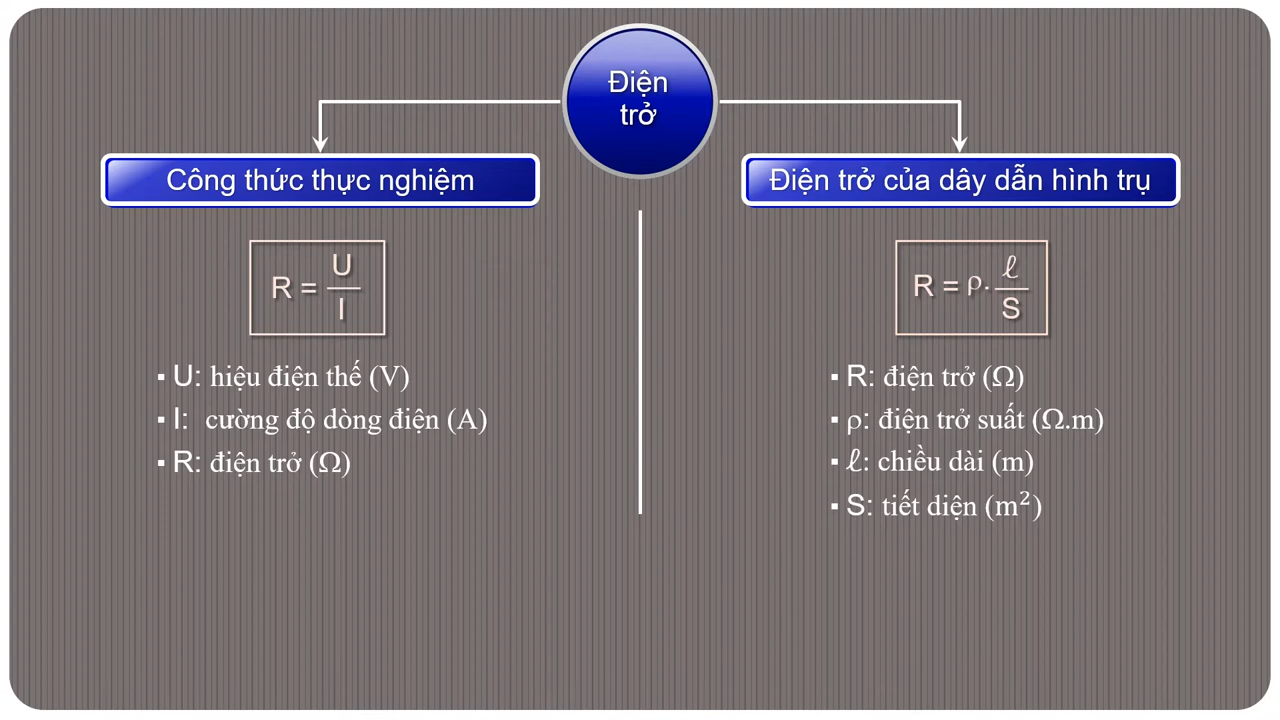 Điện
trở
Công thức thực nghiệm
R = U/I
▪ U: hiệu điện thế (V)
▪ I: cường độ dòng điện (A)
▪ R: điện trở (Ω)
Điện trở của dây dẫn hình trụ
R = ρ.ℓ/S
▪ R: điện trở (Ω)
▪ ρ: điện trở suất (Ω.m)
▪ ℓ: chiều dài (m)
▪ S: tiết diện (m²)